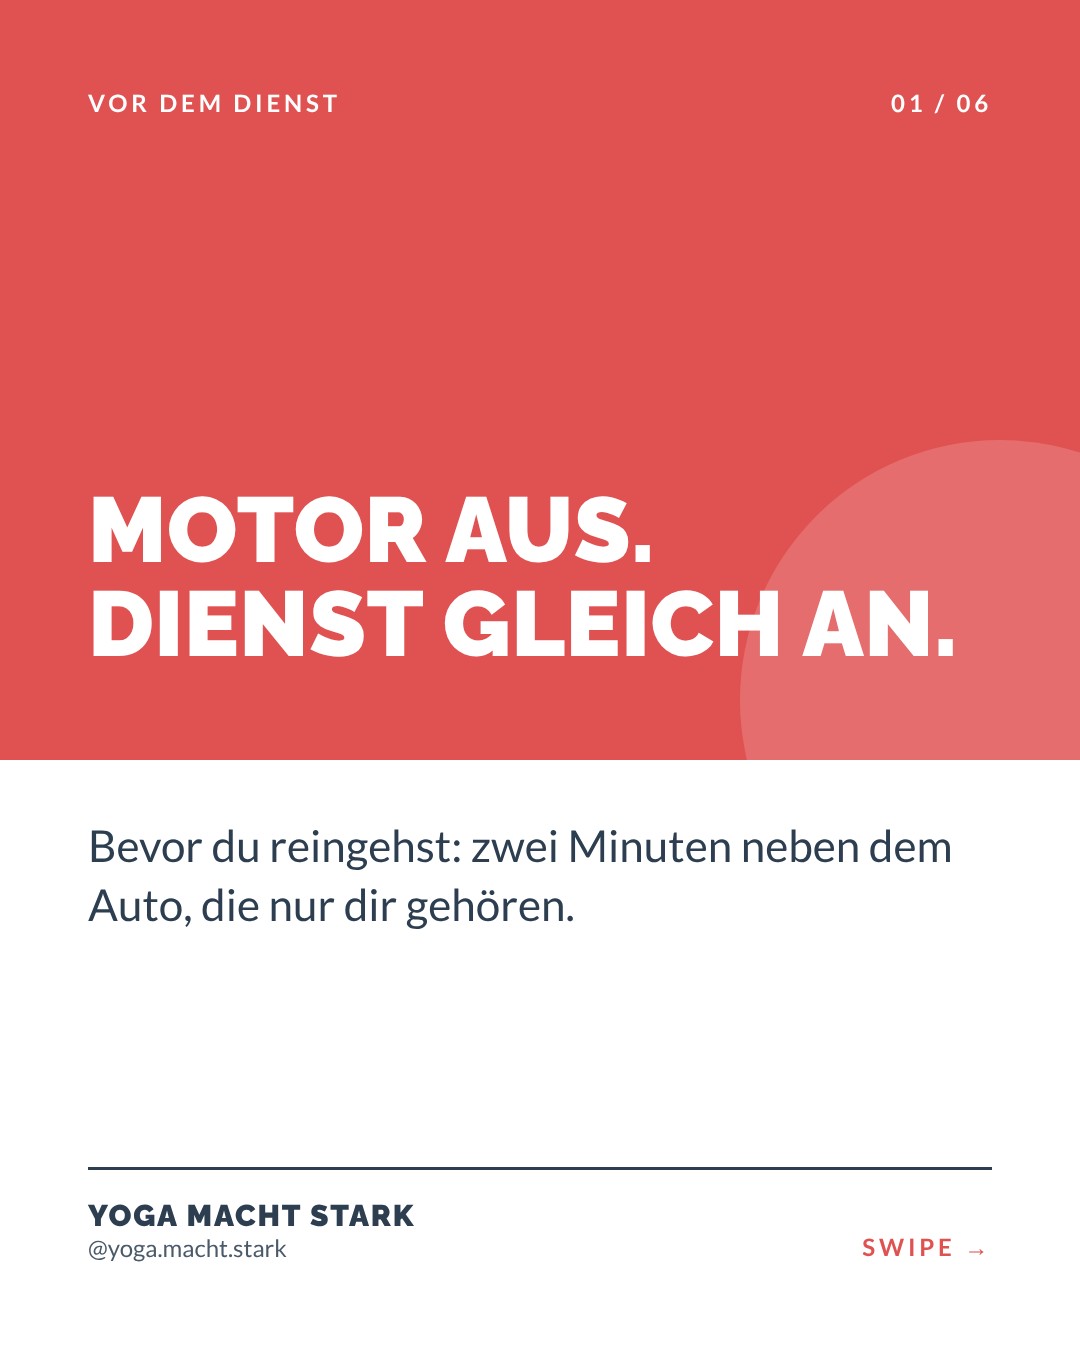 VOR DEM DIENST
01 / 06
MOTOR AUS.
DIENST GLEICH AN.
Bevor du reingehst: zwei Minuten neben dem
Auto, die nur dir gehören.
YOGA MACHT STARK
@yoga.macht.stark
SWIPE →